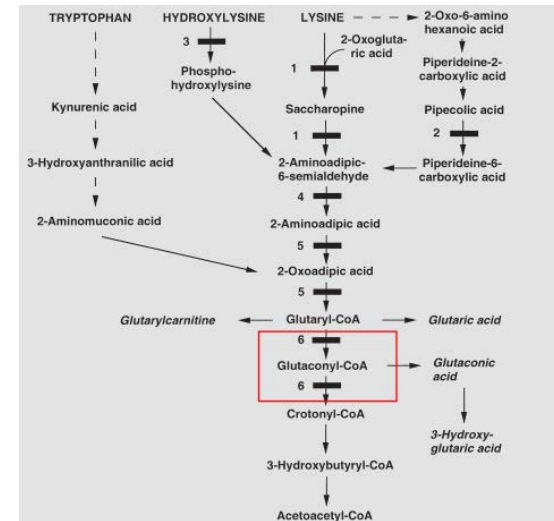 TRYPTOPHAN
HYDROXYLYSINE
LYSINE
2-Oxo-6-amino
hexanoic acid
3
2-Oxogluta-
ric acid
Phospho-
hydroxylysine
1
Piperideine-2-
carboxylic acid
Kynurenic acid
Saccharopine
Pipecolic acid
1
2
3-Hydroxyanthranilic acid
2-Aminoadipic-
6-semialdehyde
Piperideine-6-
carboxylic acid
4
2-Aminomuconic acid
2-Aminoadipic acid
5
2-Oxoadipic acid
5
Glutarylcarnitine
Glutaryl-CoA
Glutaric acid
6
Glutaconyl-CoA
Glutaconic
acid
6
Crotonyl-CoA
3-Hydroxy-
glutaric acid
3-Hydroxybutyryl-CoA
Acetoacetyl-CoA